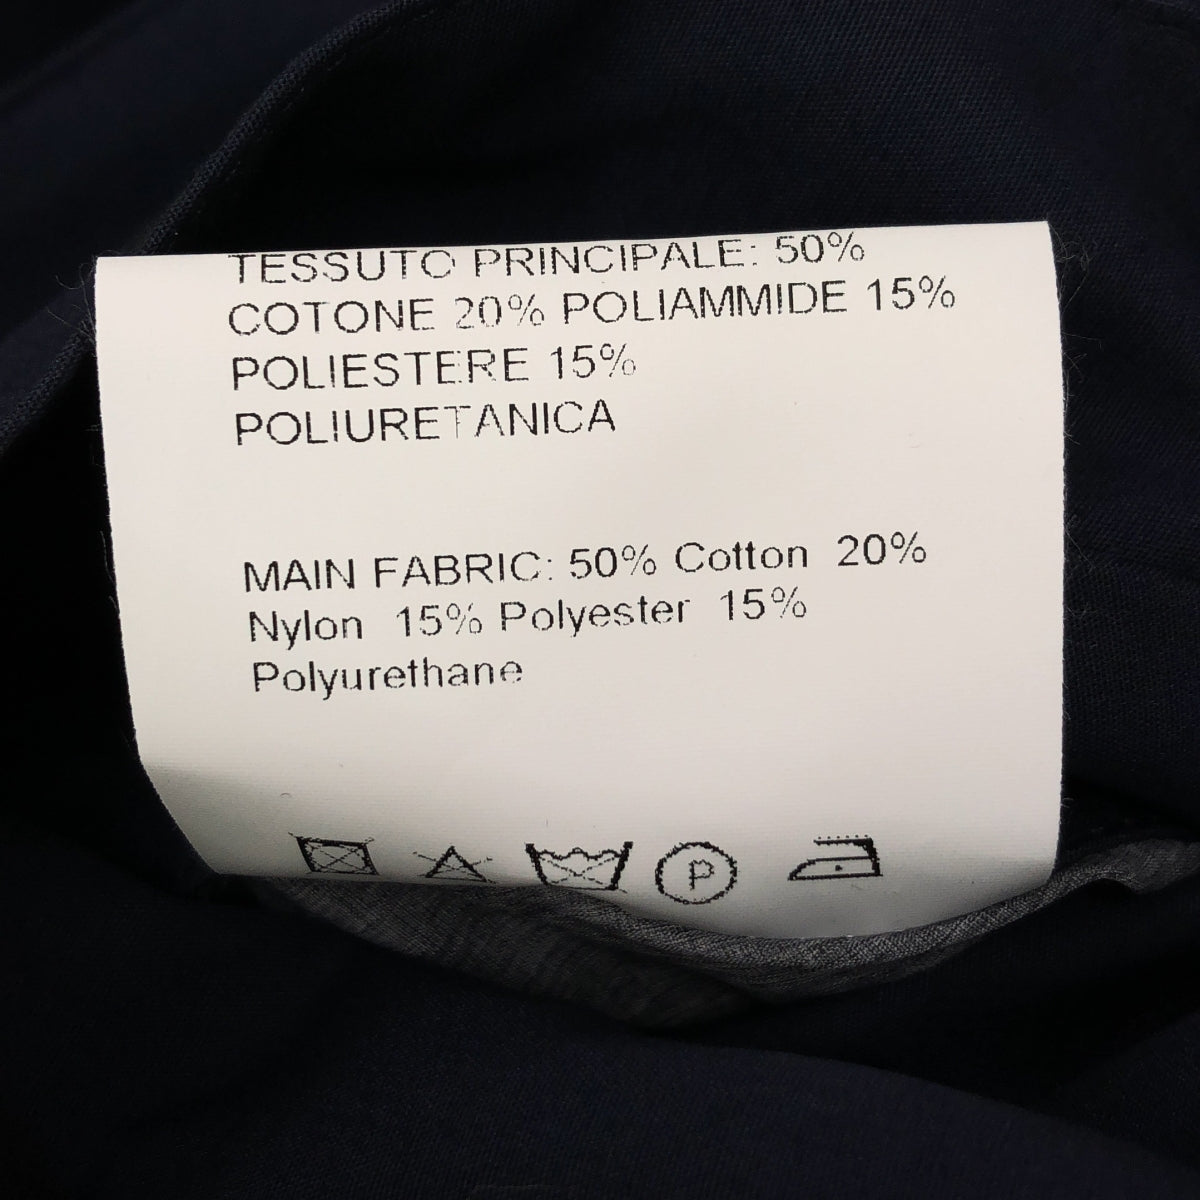 TESSUTO PRINCIPALE: 50%
COTONE 20% POLIAMMIDE 15%
POLIESTERE 15%
POLIURETANICA
MAIN FABRIC: 50% Cotton 20%
Nylon 15% Polyester 15%
Polyurethane
P